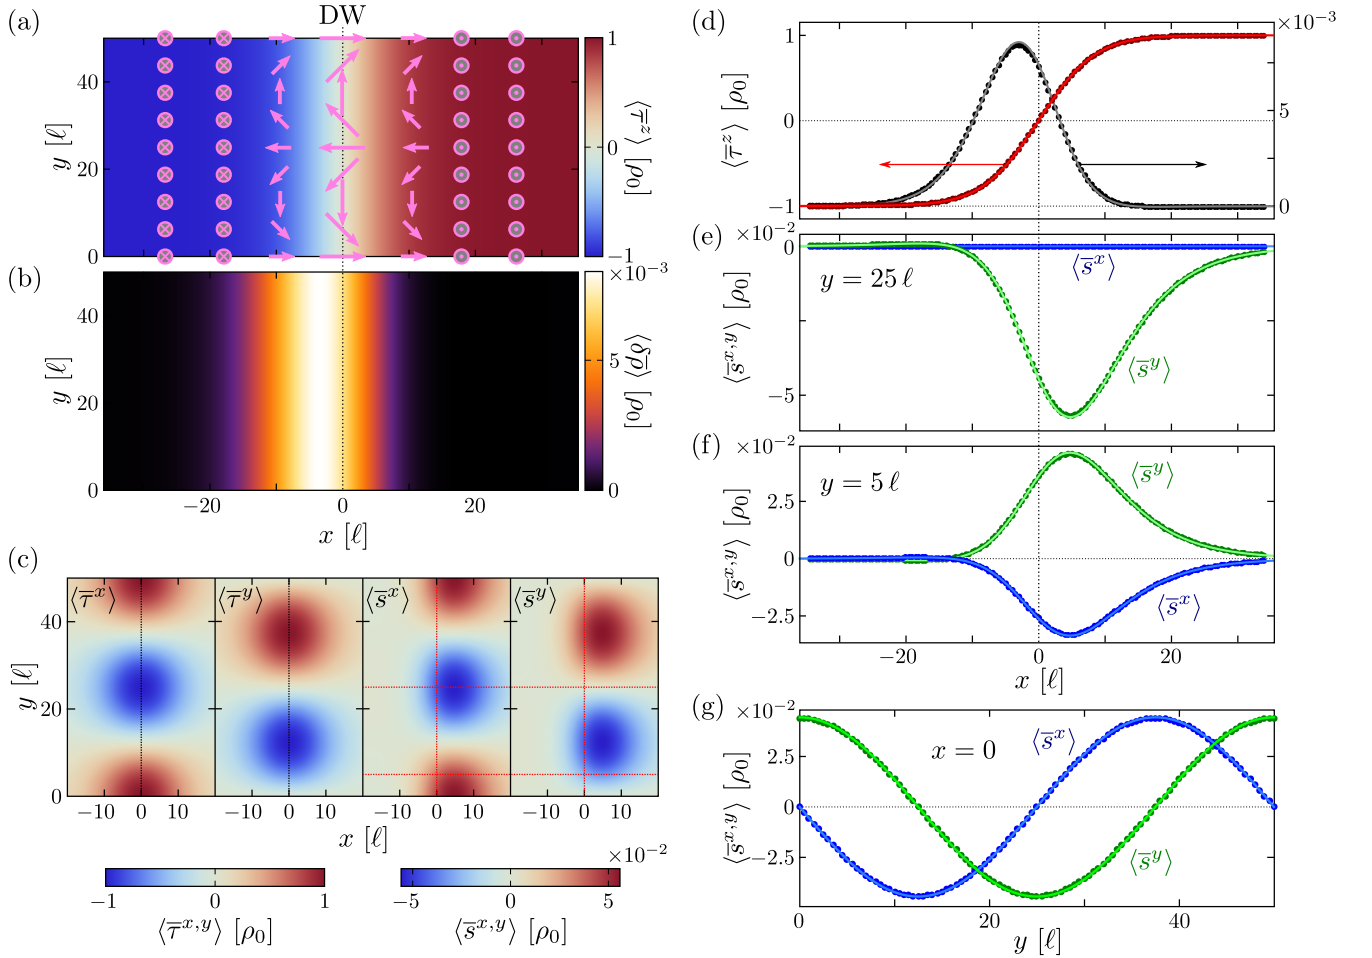 (a)
DW
40
20
0
y [ℓ]
1
0
−1
⟨τ̅ᶻ⟩ [ρ₀]
(b)
40
20
0
y [ℓ]
−20
0
20
x [ℓ]
×10⁻³
5
0
⟨δρ̅⟩ [ρ₀]
(c)
⟨τ̅ˣ⟩
⟨τ̅ʸ⟩
⟨s̅ˣ⟩
⟨s̅ʸ⟩
40
20
0
y [ℓ]
−10 0 10
−10 0 10
−10 0 10
−10 0 10
x [ℓ]
−1 0 1
⟨τ̅ˣ,ʸ⟩ [ρ₀]
×10⁻²
−5 0 5
⟨s̅ˣ,ʸ⟩ [ρ₀]
(d)
×10⁻³
1
0
−1
⟨τ̅ᶻ⟩ [ρ₀]
5
0
(e)
×10⁻²
0
−5
⟨s̅ˣ,ʸ⟩ [ρ₀]
y = 25 ℓ
⟨s̅ˣ⟩
⟨s̅ʸ⟩
(f)
×10⁻²
2.5
0
−2.5
⟨s̅ˣ,ʸ⟩ [ρ₀]
y = 5 ℓ
⟨s̅ʸ⟩
⟨s̅ˣ⟩
−20 0 20
x [ℓ]
(g)
×10⁻²
2.5
0
−2.5
⟨s̅ˣ,ʸ⟩ [ρ₀]
x = 0
⟨s̅ˣ⟩
⟨s̅ʸ⟩
0 20 40
y [ℓ]